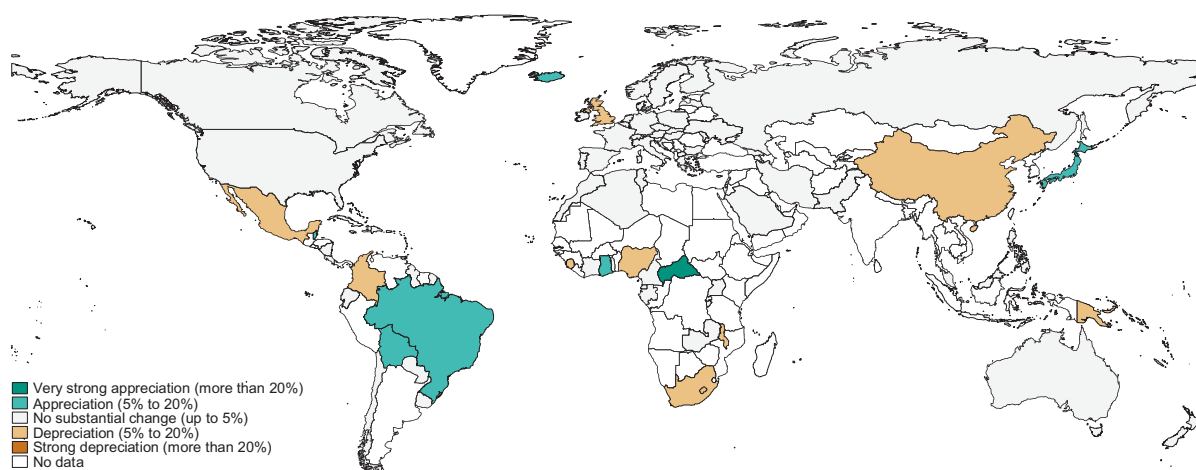 Very strong appreciation (more than 20%)
Appreciation (5% to 20%)
No substantial change (up to 5%)
Depreciation (5% to 20%)
Strong depreciation (more than 20%)
No data